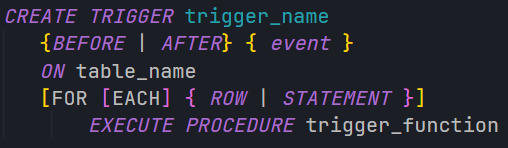 CREATE TRIGGER trigger_name
{BEFORE | AFTER} { event }
ON table_name
[FOR [EACH] { ROW | STATEMENT }]
EXECUTE PROCEDURE trigger_function